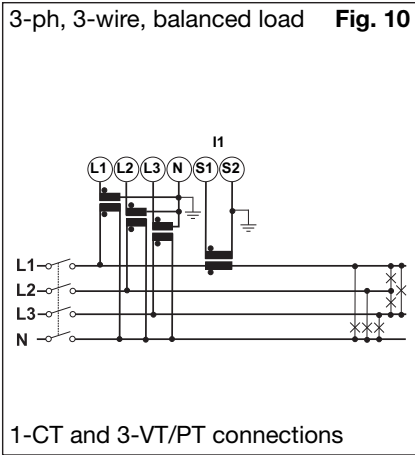 3-ph, 3-wire, balanced load Fig. 10
I1
L1 L2 L3 N S1 S2
L1
L2
L3
N
1-CT and 3-VT/PT connections